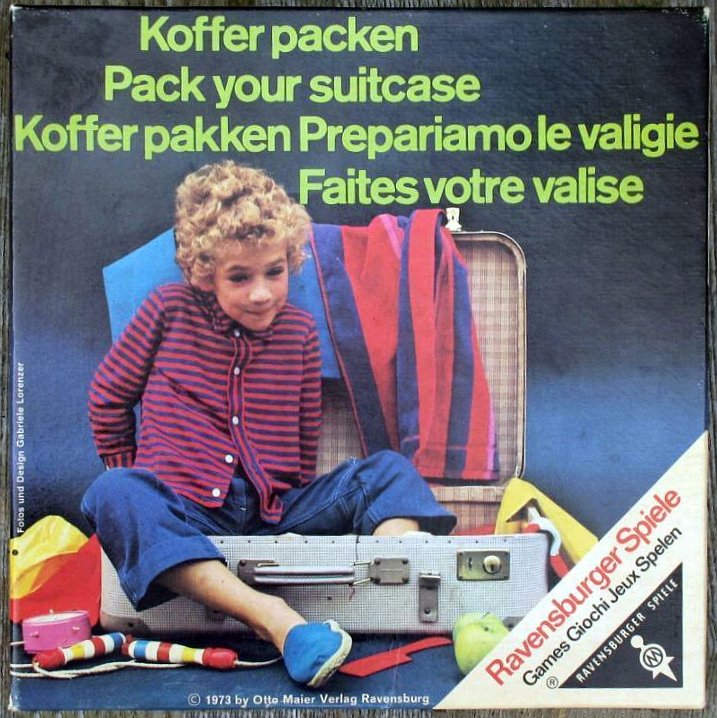 Koffer packen
Pack your suitcase
Koffer pakken Prepariamo le valigie
Faites votre valise
Fotos und Design Gabriele Lorenzer
Ravensburger Spiele
Games Giochi Jeux Spelen
® RAVENSBURGER SPIELE
© 1973 by Otto Maier Verlag Ravensburg